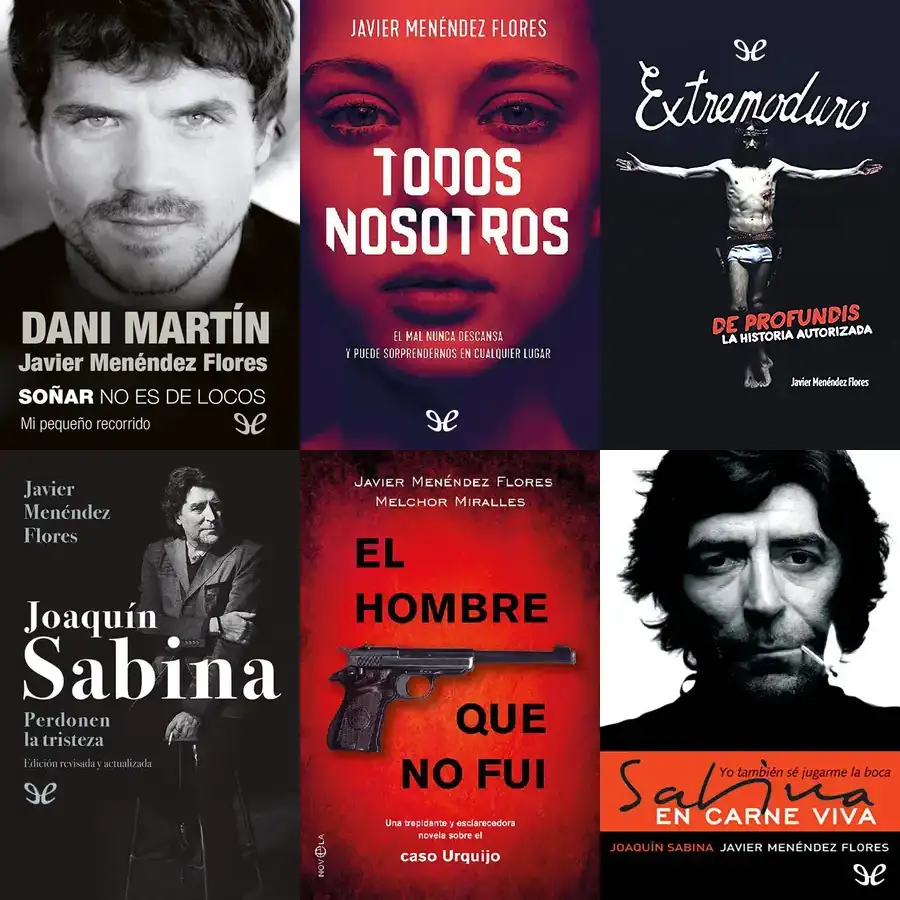 DANI MARTÍN
Javier Menéndez Flores
SOÑAR NO ES DE LOCOS
Mi pequeño recorrido
JAVIER MENÉNDEZ FLORES
TODOS
NOSOTROS
EL MAL NUNCA DESCANSA
Y PUEDE SORPRENDERNOS EN CUALQUIER LUGAR
Extremoduro
DE PROFUNDIS
LA HISTORIA AUTORIZADA
Javier Menéndez Flores
Javier
Menéndez
Flores
Joaquín
Sabina
Perdonen
la tristeza
Edición revisada y actualizada
JAVIER MENÉNDEZ FLORES
MELCHOR MIRALLES
EL
HOMBRE
QUE
NO FUI
Una trepidante y esclarecedora
novela sobre el
caso Urquijo
NOVELA
Yo también sé jugarme la boca
Sabina
EN CARNE VIVA
JOAQUÍN SABINA JAVIER MENÉNDEZ FLORES